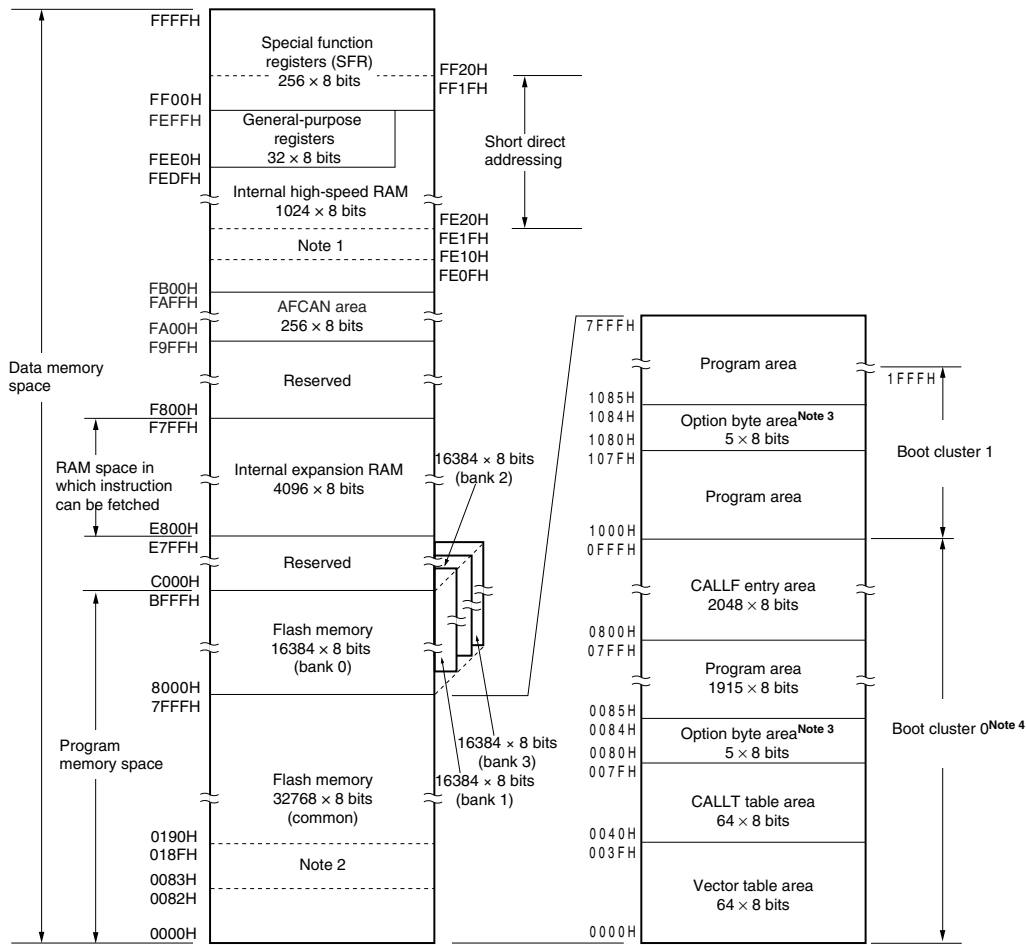 FFFFH
Special function
registers (SFR)
256 × 8 bits
FF20H
FF1FH
FF00H
FEFFH
General-purpose
registers
32 × 8 bits
Short direct
addressing
FEE0H
FEDFH
Internal high-speed RAM
1024 × 8 bits
FE20H
FE1FH
Note 1
FE10H
FE0FH
FB00H
FAFFH
AFCAN area
256 × 8 bits
FA00H
F9FFH
Data memory
space
Reserved
F800H
F7FFH
RAM space in
which instruction
can be fetched
Internal expansion RAM
4096 × 8 bits
16384 × 8 bits
(bank 2)
E800H
E7FFH
Reserved
C000H
BFFFH
Flash memory
16384 × 8 bits
(bank 0)
8000H
7FFFH
Program
memory space
16384 × 8 bits
(bank 3)
16384 × 8 bits
(bank 1)
Flash memory
32768 × 8 bits
(common)
0190H
018FH
Note 2
0083H
0082H
0000H
7FFFH
Program area
1FFFH
1085H
1084H
Option byte area Note 3
5 × 8 bits
1080H
107FH
Boot cluster 1
Program area
1000H
0FFFH
CALLF entry area
2048 × 8 bits
0800H
07FFH
Program area
1915 × 8 bits
0085H
0084H
Option byte area Note 3
5 × 8 bits
Boot cluster 0 Note 4
0080H
007FH
CALLT table area
64 × 8 bits
0040H
003FH
Vector table area
64 × 8 bits
0000H